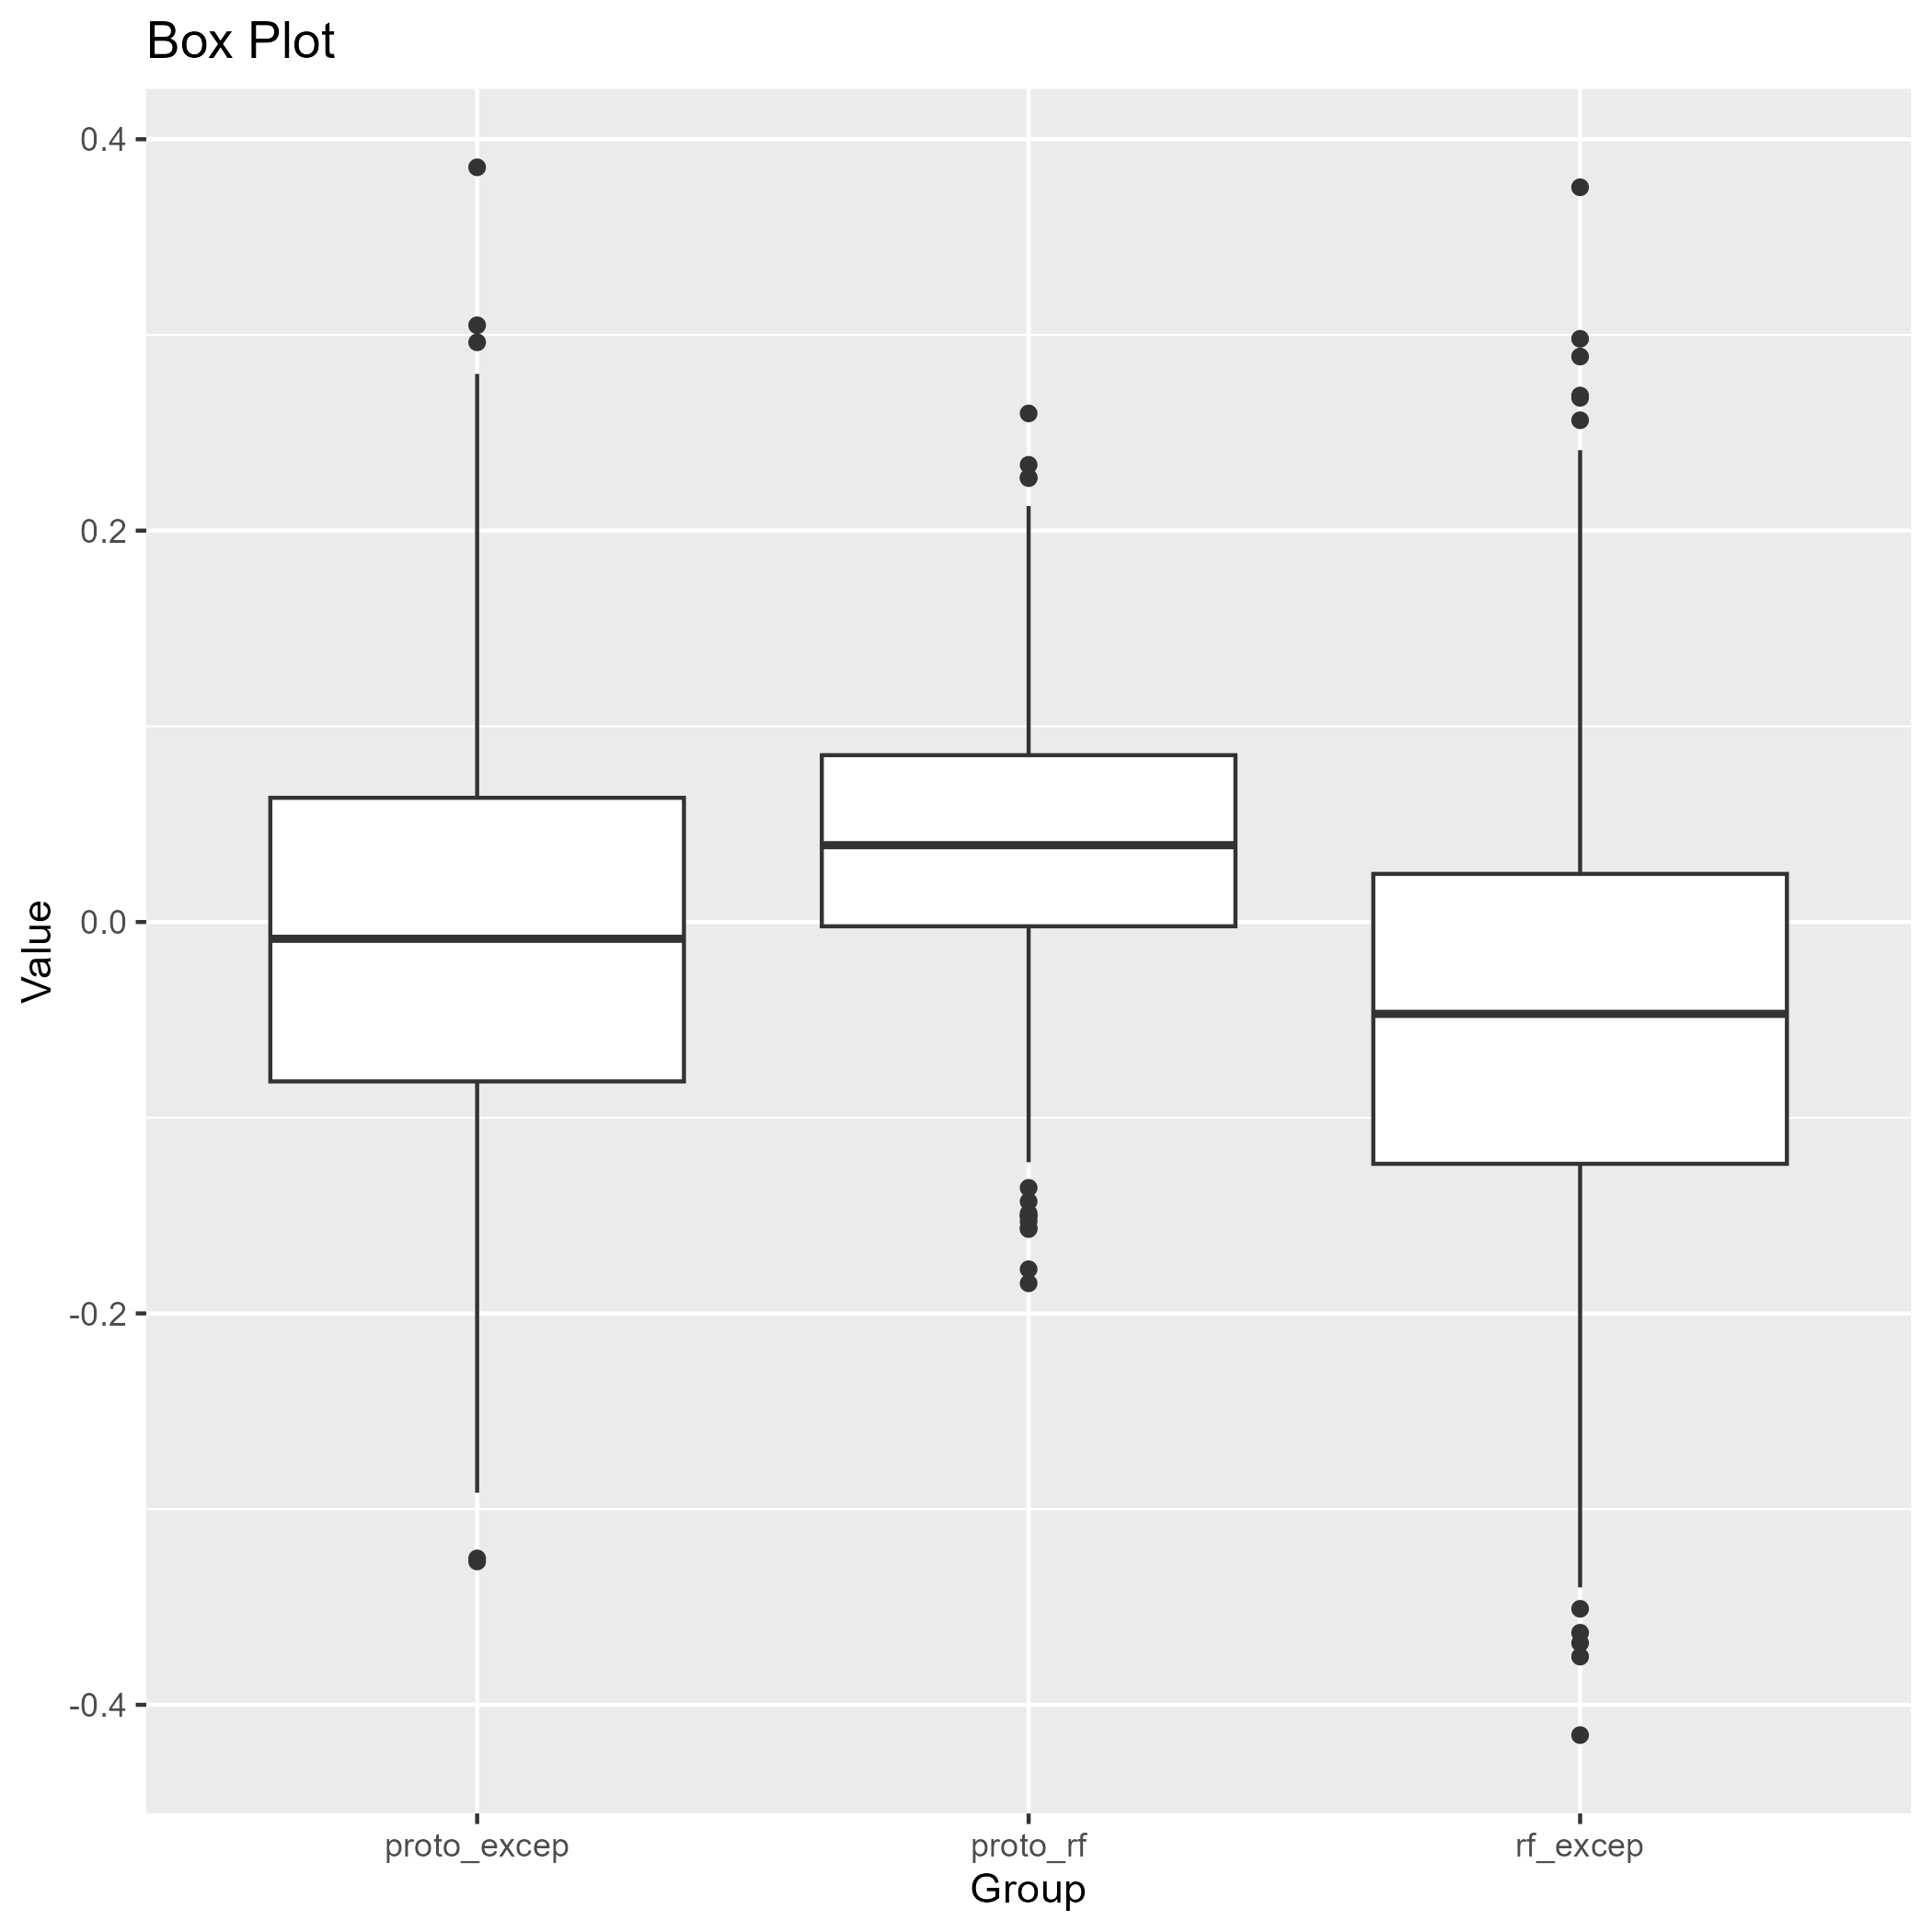 Box Plot
0.4
0.2
0.0
-0.2
-0.4
Value
proto_excep
proto_rf
rf_excep
Group